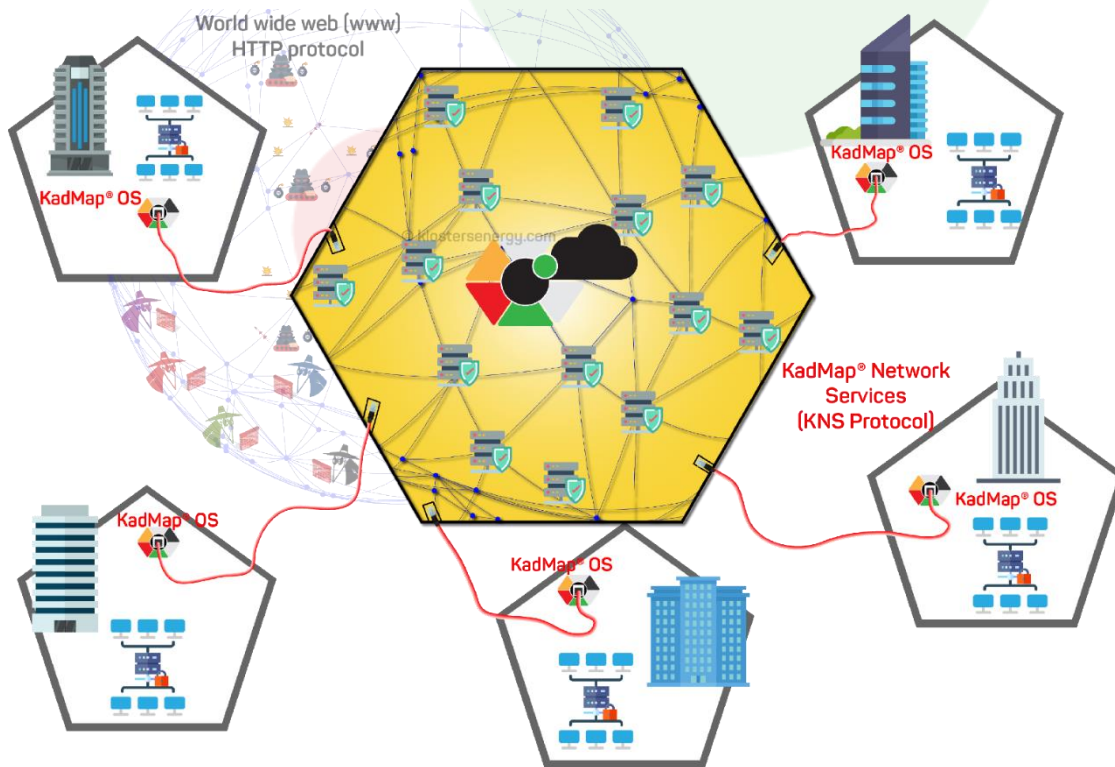 World wide web (www)
HTTP protocol
KadMap® OS
KadMap® OS
© klostersenergy.com
KadMap® Network
Services
(KNS Protocol)
KadMap® OS
KadMap® OS
KadMap® OS